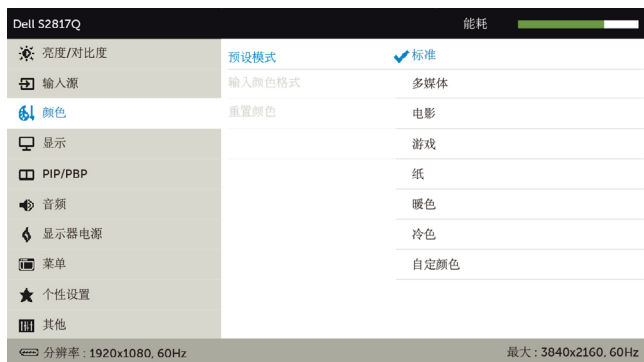 Dell S2817Q 能耗
亮度/对比度 预设模式 标准
输入源 输入颜色格式 多媒体
颜色 重置颜色 电影
显示 游戏
PIP/PBP 纸
音频 暖色
显示器电源 冷色
菜单 自定颜色
个性设置
其他
分辨率 : 1920x1080, 60Hz 最大 : 3840x2160, 60Hz